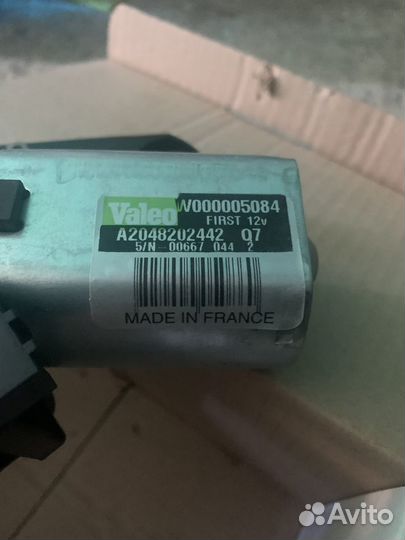 Valeo W000005084
FIRST 12v
A2048202442 Q7
S/N-00667 044 2
MADE IN FRANCE
Avito